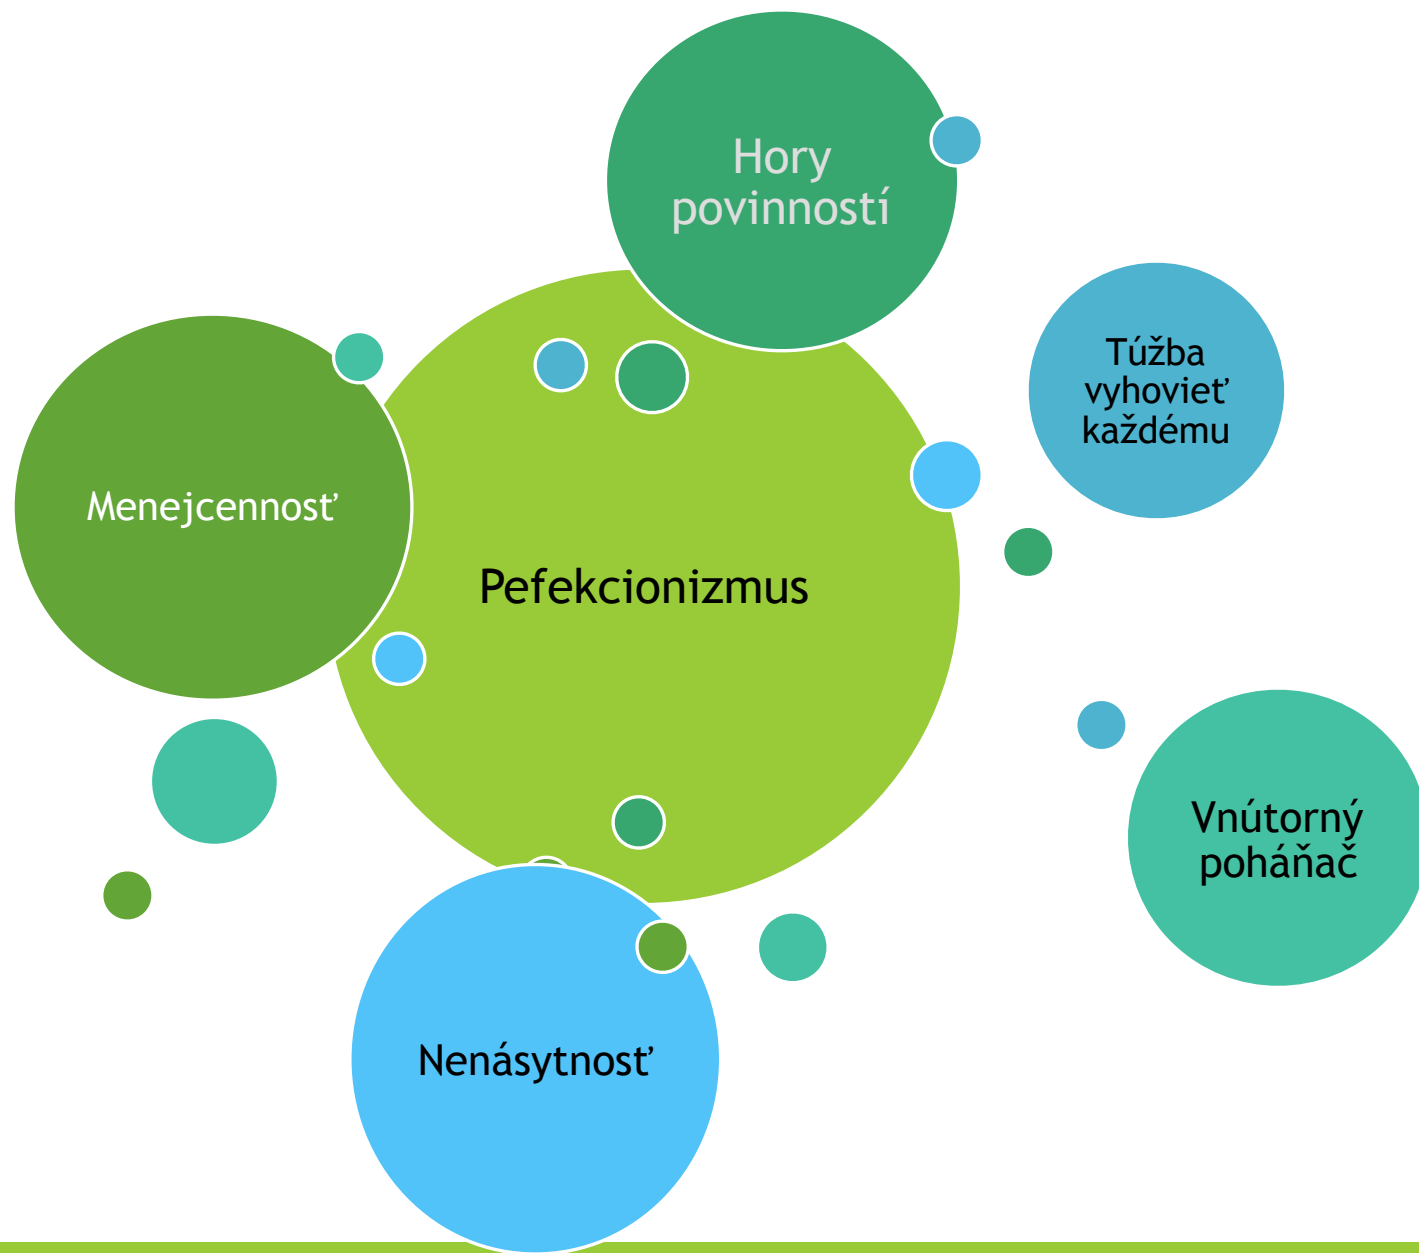 Hory
povinností
Túžba
vyhovieť
každému
Menejcennosť
Pefekcionizmus
Vnútorný
poháňač
Nenásytnosť